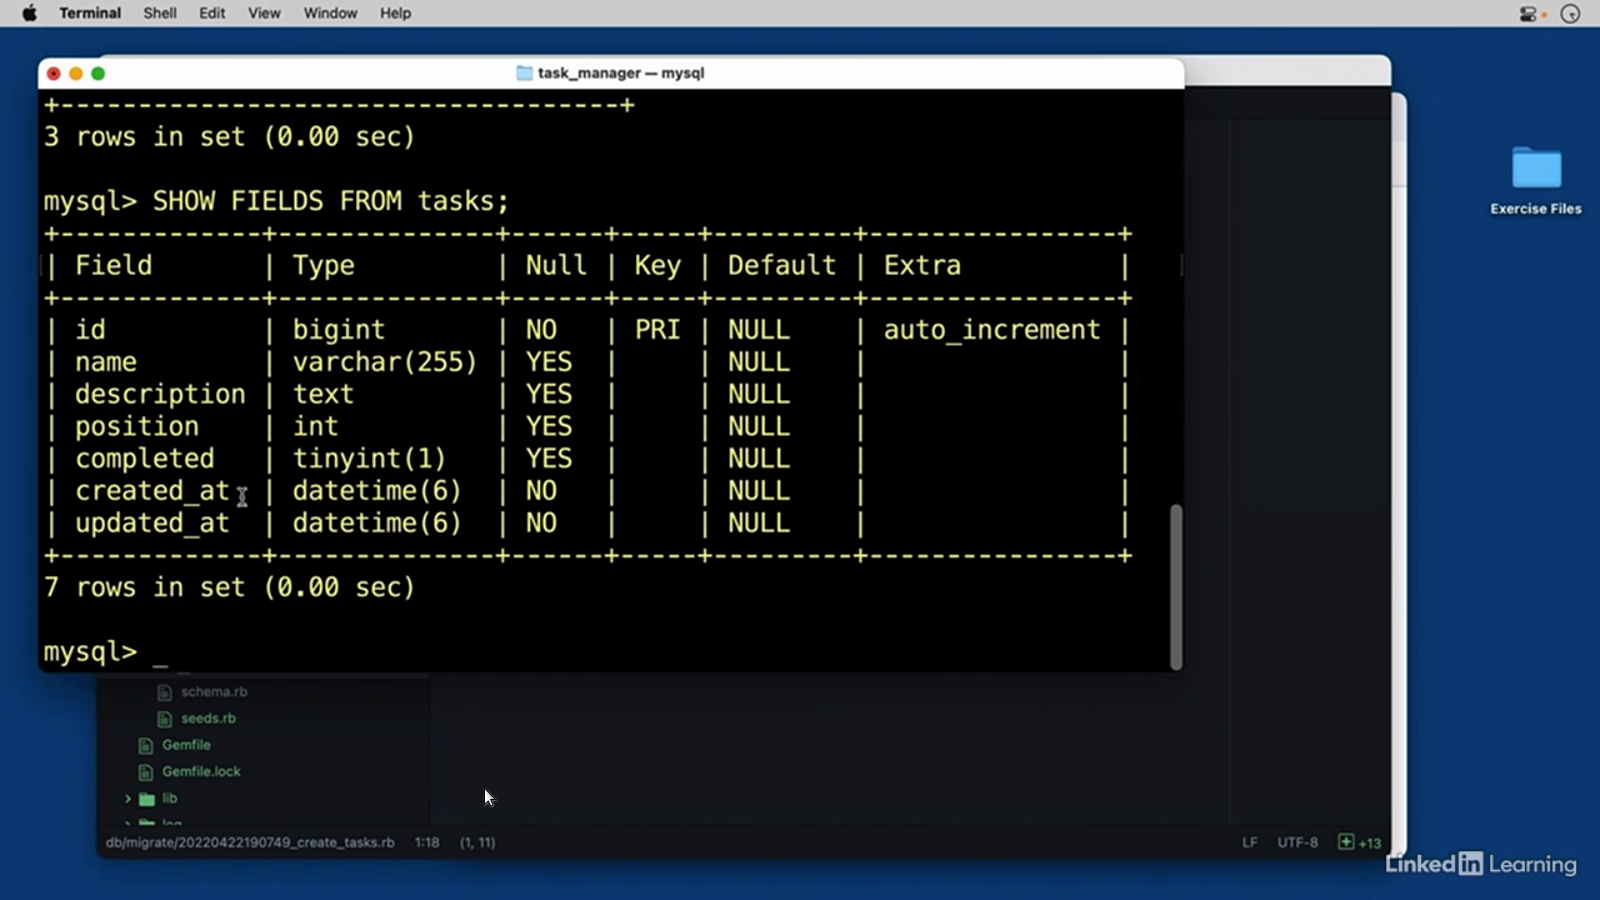 Terminal Shell Edit View Window Help
task_manager — mysql
+------------------------------------+
3 rows in set (0.00 sec)
mysql> SHOW FIELDS FROM tasks;
+-------------+--------------+------+-----+---------+----------------+
| Field | Type | Null | Key | Default | Extra |
+-------------+--------------+------+-----+---------+----------------+
| id | bigint | NO | PRI | NULL | auto_increment |
| name | varchar(255) | YES | | NULL | |
| description | text | YES | | NULL | |
| position | int | YES | | NULL | |
| completed | tinyint(1) | YES | | NULL | |
| created_at | datetime(6) | NO | | NULL | |
| updated_at | datetime(6) | NO | | NULL | |
+-------------+--------------+------+-----+---------+----------------+
7 rows in set (0.00 sec)
mysql> _
Exercise Files
schema.rb
seeds.rb
Gemfile
Gemfile.lock
lib
log
db/migrate/20220422190749_create_tasks.rb 1:18 (1, 11) LF UTF-8 +13
LinkedIn Learning